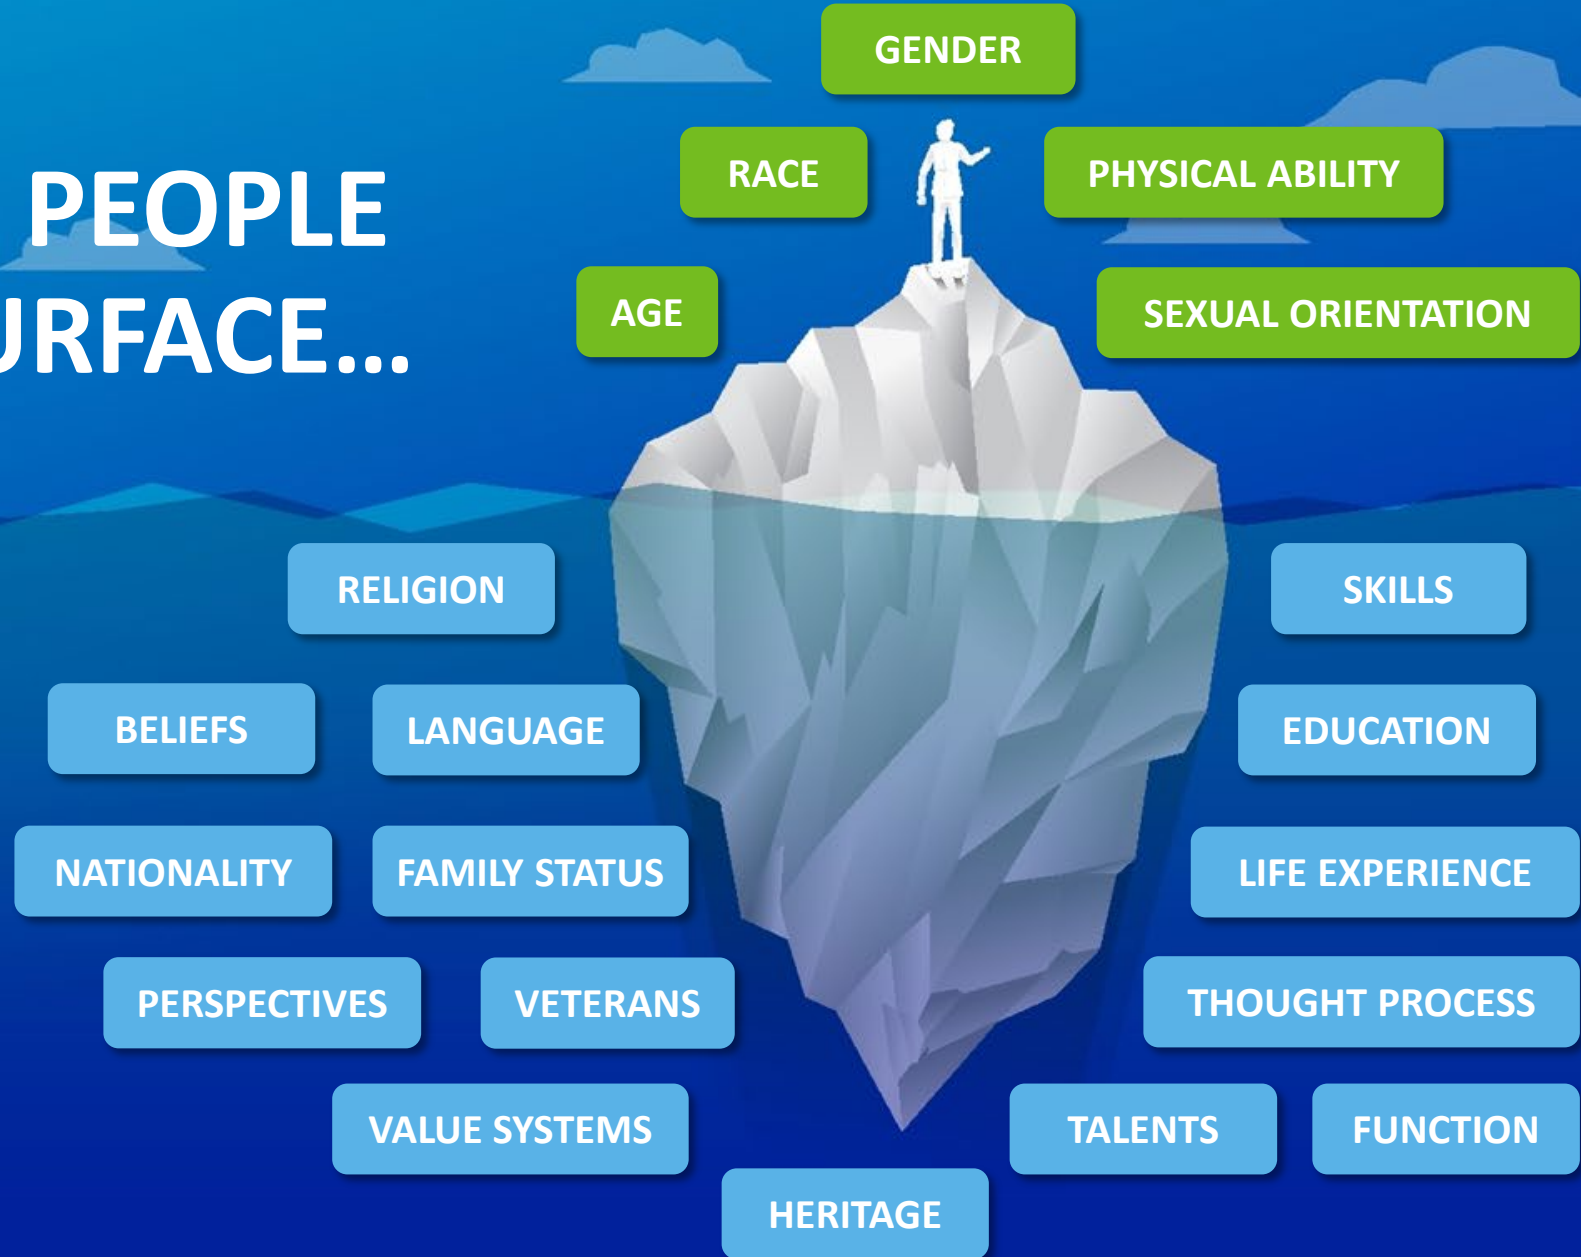 PEOPLE
URFACE...
GENDER
RACE
PHYSICAL ABILITY
AGE
SEXUAL ORIENTATION
RELIGION
SKILLS
BELIEFS
LANGUAGE
EDUCATION
NATIONALITY
FAMILY STATUS
LIFE EXPERIENCE
PERSPECTIVES
VETERANS
THOUGHT PROCESS
VALUE SYSTEMS
TALENTS
FUNCTION
HERITAGE